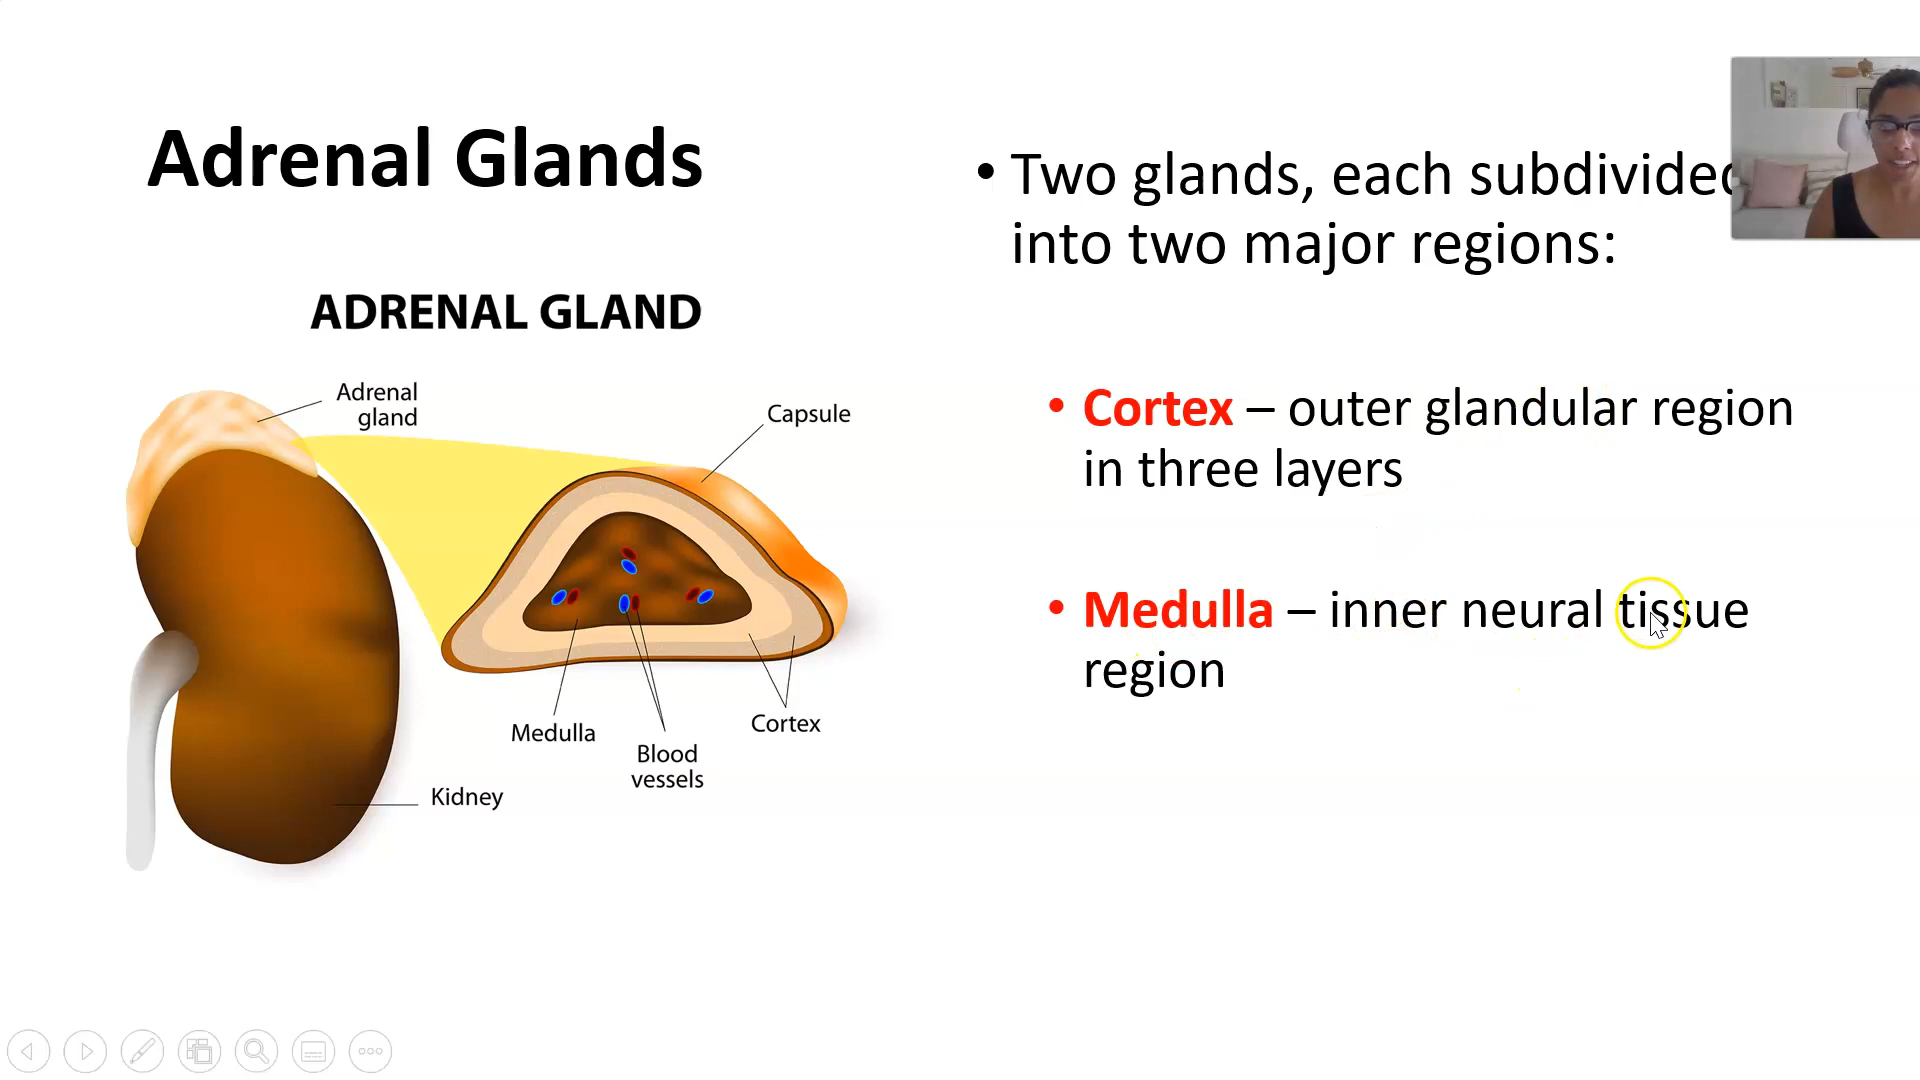 Adrenal Glands
ADRENAL GLAND
Adrenal
gland
Capsule
Medulla
Blood
vessels
Cortex
Kidney
• Two glands, each subdivided
into two major regions:
• Cortex – outer glandular region
in three layers
• Medulla – inner neural tissue
region